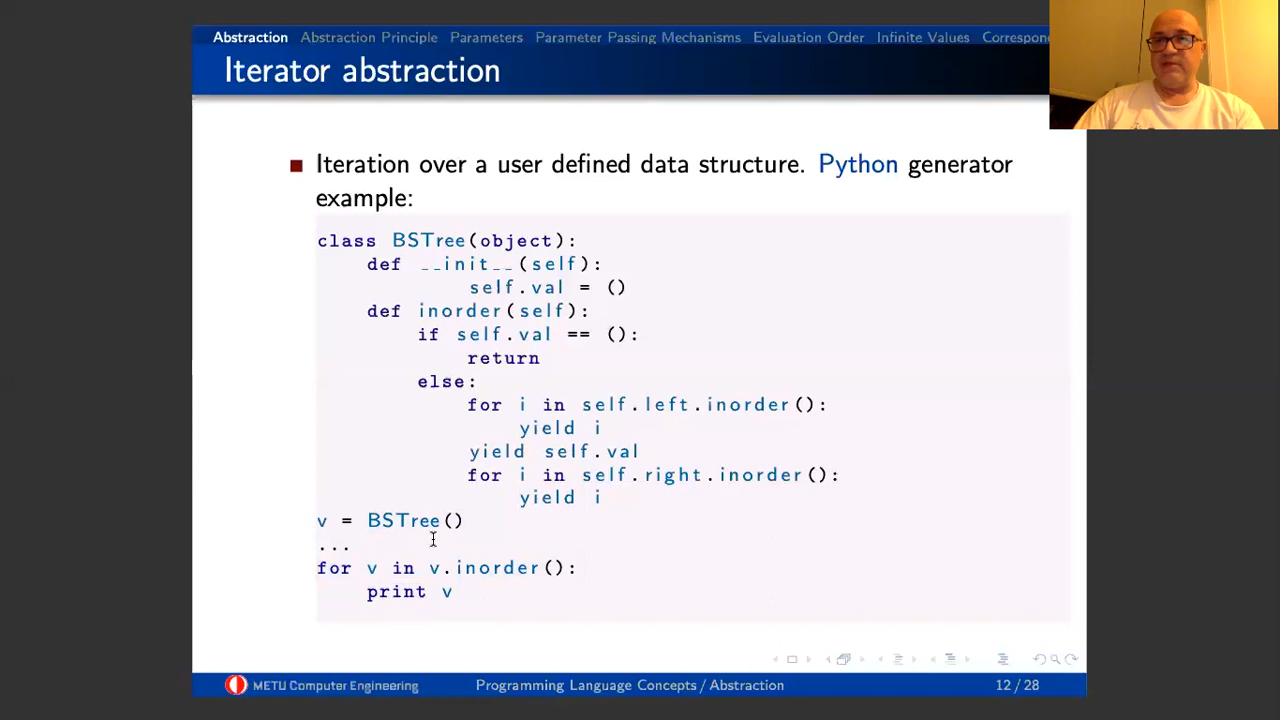 Abstraction Abstraction Principle Parameters Parameter Passing Mechanisms Evaluation Order Infinite Values Correspon
Iterator abstraction
Iteration over a user defined data structure. Python generator
example:
class BSTree(object):
    def __init__(self):
            self.val = ()
    def inorder(self):
        if self.val == ():
            return
        else:
            for i in self.left.inorder():
                yield i
            yield self.val
            for i in self.right.inorder():
                yield i
v = BSTree()
...
for v in v.inorder():
    print v
METU Computer Engineering Programming Language Concepts / Abstraction 12 / 28